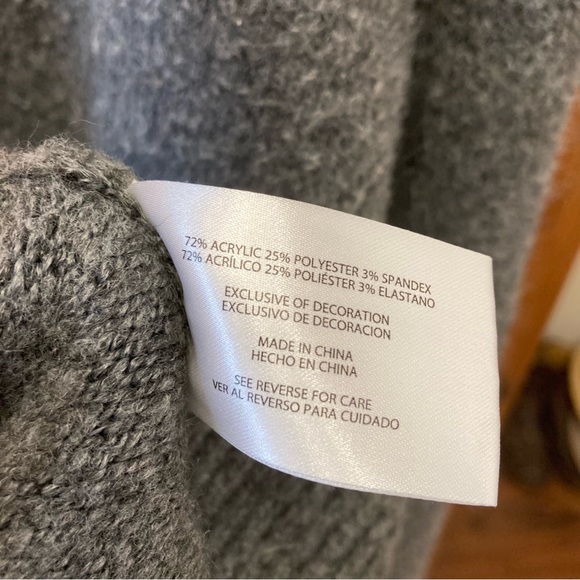 72% ACRYLIC 25% POLYESTER 3% SPANDEX
72% ACRÍLICO 25% POLIÉSTER 3% ELASTANO
EXCLUSIVE OF DECORATION
EXCLUSIVO DE DECORACION
MADE IN CHINA
HECHO EN CHINA
SEE REVERSE FOR CARE
VER AL REVERSO PARA CUIDADO